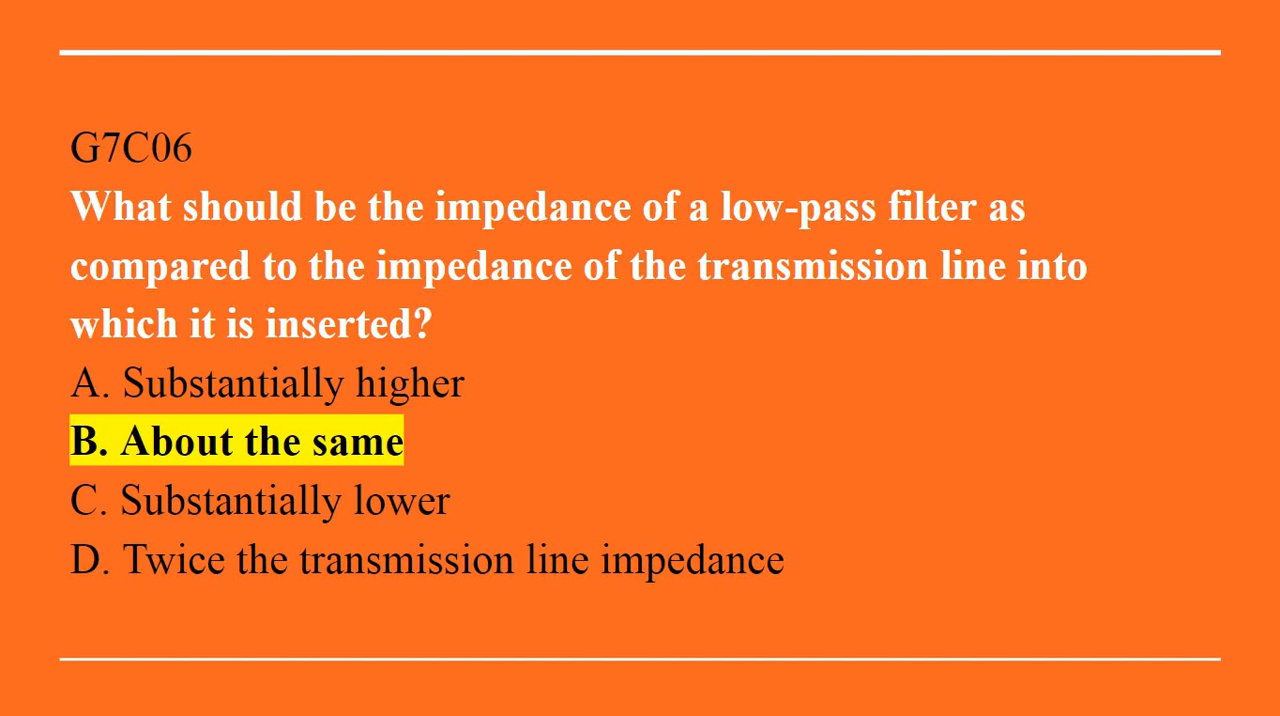 G7C06
What should be the impedance of a low-pass filter as
compared to the impedance of the transmission line into
which it is inserted?
A. Substantially higher
B. About the same
C. Substantially lower
D. Twice the transmission line impedance